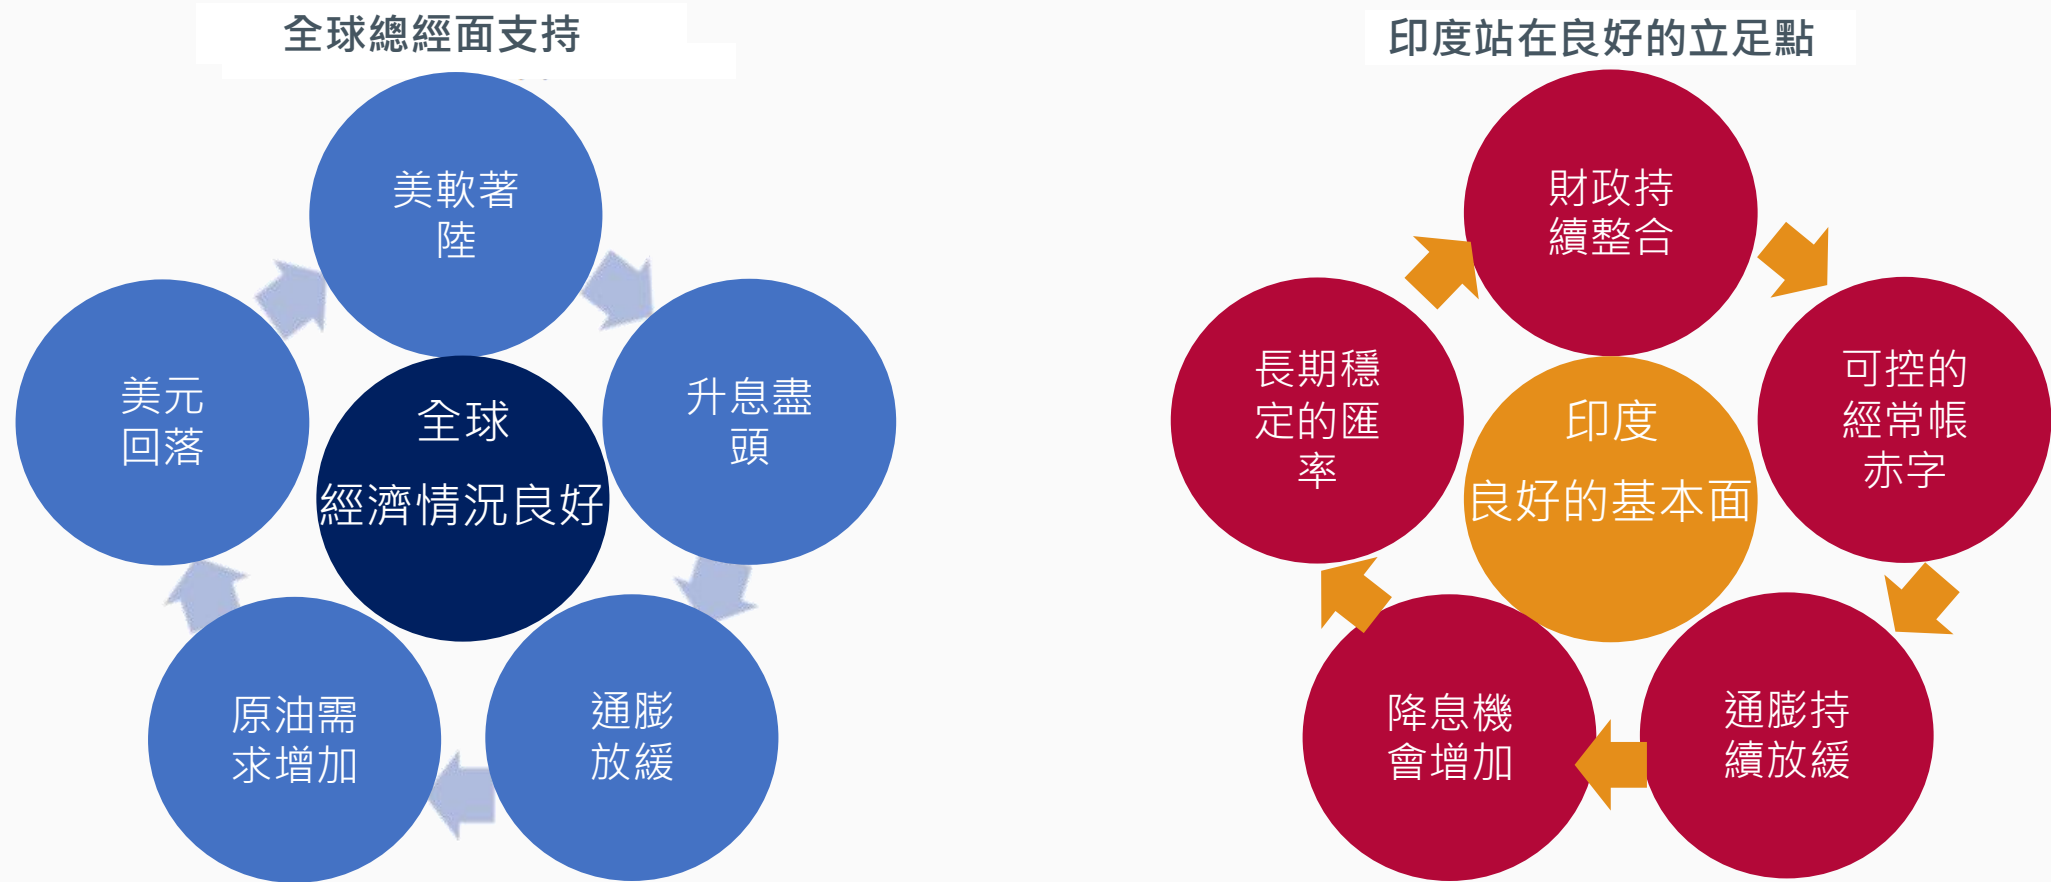 全球總經面支持
美軟著
陸
升息盡
頭
通膨
放緩
原油需
求增加
美元
回落
全球
經濟情況良好
印度站在良好的立足點
財政持
續整合
可控的
經常帳
赤字
通膨持
續放緩
降息機
會增加
長期穩
定的匯
率
印度
良好的基本面